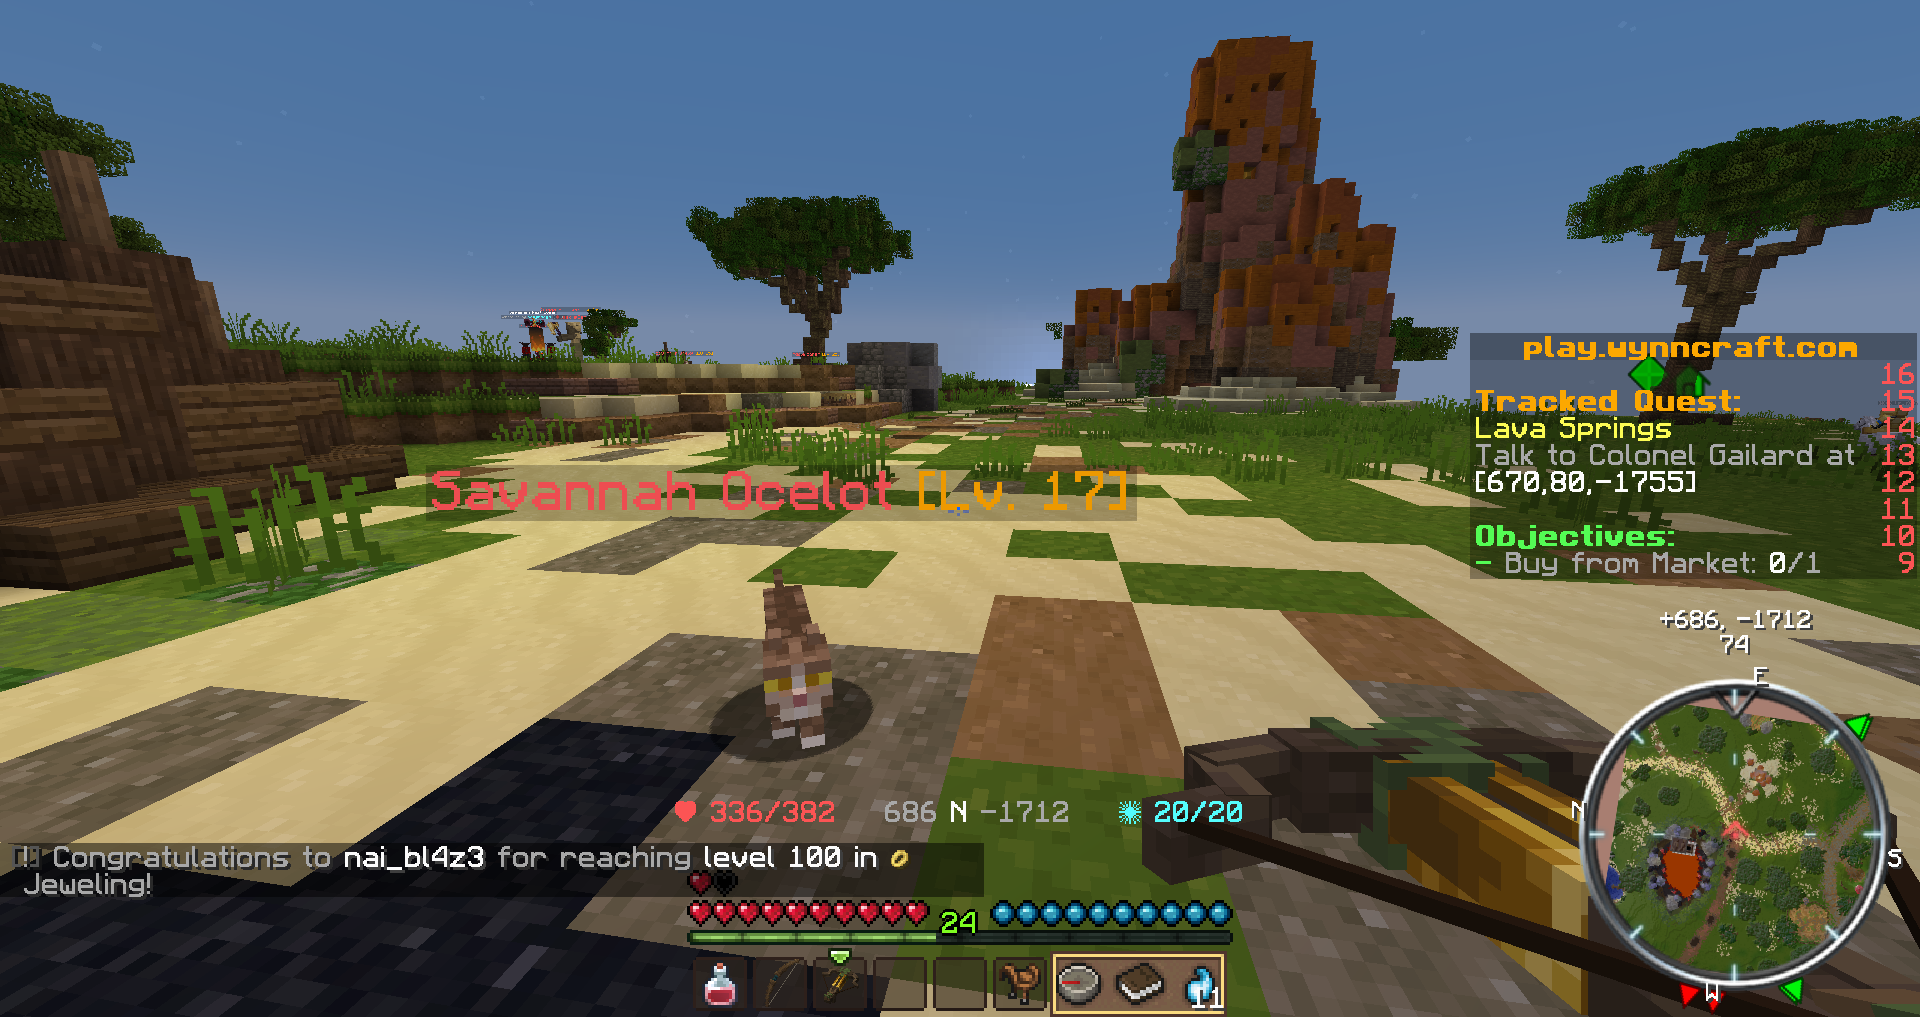 play.wynncraft.com
16
Tracked Quest: 15
Lava Springs 14
Talk to Colonel Gailard at 13
[670,80,-1755] 12
11
Objectives: 10
- Buy from Market: 0/1 9
Savannah Ocelot [Lv. 17]
+686, -1712
74
E
N
S
W
336/382 686 N -1712 20/20
Congratulations to nai_bl4z3 for reaching level 100 in
Jeweling!
24
11